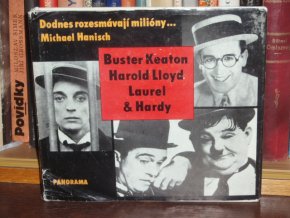 Dodnes rozesmávají milióny...
Michael Hanisch
Buster Keaton
Harold Lloyd
Laurel
& Hardy
PANORAMA
Povídky